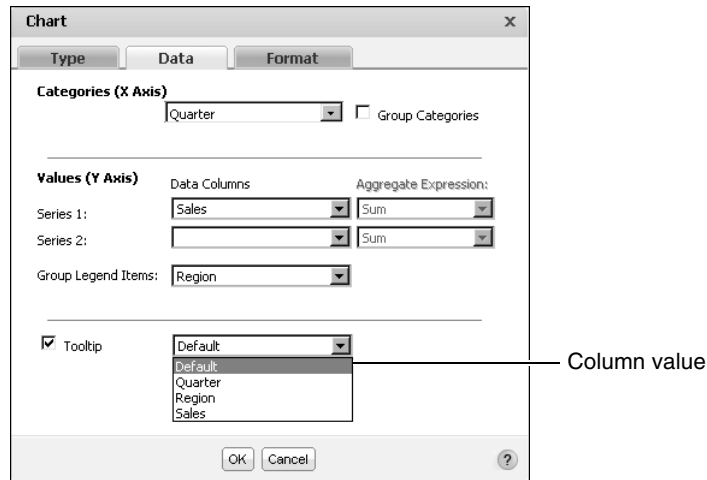 Chart x
Type Data Format
Categories (X Axis)
Quarter Group Categories
Values (Y Axis) Data Columns Aggregate Expression:
Series 1: Sales Sum
Series 2: Sum
Group Legend Items: Region
Tooltip Default
Default
Column value
Quarter
Region
Sales
OK Cancel ?